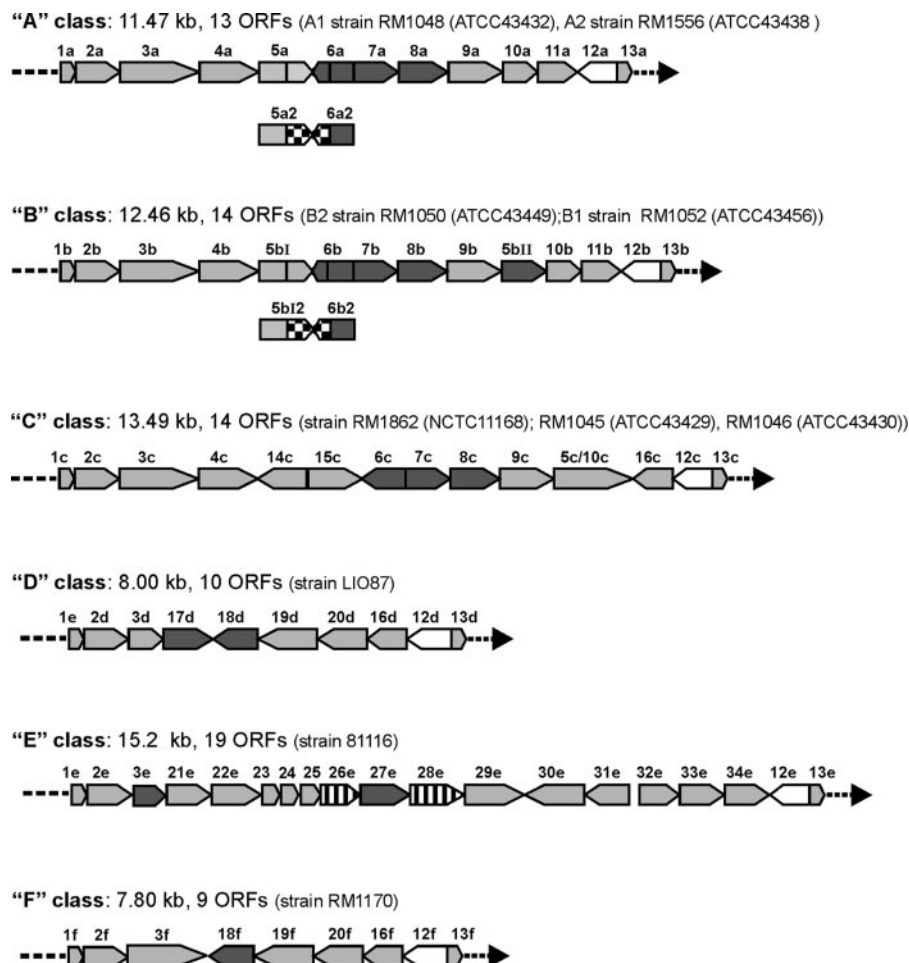 "A" class: 11.47 kb, 13 ORFs (A1 strain RM1048 (ATCC43432), A2 strain RM1556 (ATCC43438 )
1a 2a 3a 4a 5a 6a 7a 8a 9a 10a 11a 12a 13a
5a2 6a2
"B" class: 12.46 kb, 14 ORFs (B2 strain RM1050 (ATCC43449);B1 strain RM1052 (ATCC43456))
1b 2b 3b 4b 5bI 6b 7b 8b 9b 5bII 10b 11b 12b 13b
5bI2 6b2
"C" class: 13.49 kb, 14 ORFs (strain RM1862 (NCTC11168); RM1045 (ATCC43429), RM1046 (ATCC43430))
1c 2c 3c 4c 14c 15c 6c 7c 8c 9c 5c/10c 16c 12c 13c
"D" class: 8.00 kb, 10 ORFs (strain LIO87)
1e 2d 3d 17d 18d 19d 20d 16d 12d 13d
"E" class: 15.2 kb, 19 ORFs (strain 81116)
1e 2e 3e 21e 22e 23 24 25 26e 27e 28e 29e 30e 31e 32e 33e 34e 12e 13e
"F" class: 7.80 kb, 9 ORFs (strain RM1170)
1f 2f 3f 18f 19f 20f 16f 12f 13f